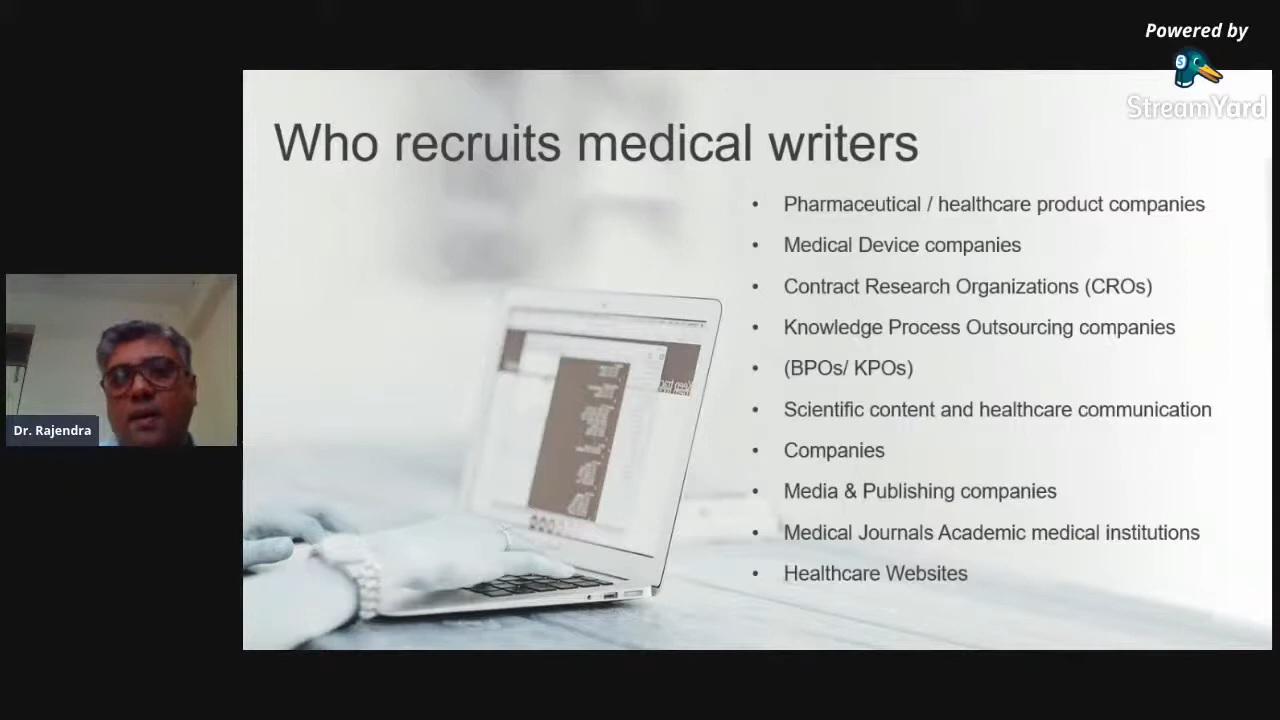 Powered by
StreamYard
Who recruits medical writers
• Pharmaceutical / healthcare product companies
• Medical Device companies
• Contract Research Organizations (CROs)
• Knowledge Process Outsourcing companies
• (BPOs/ KPOs)
• Scientific content and healthcare communication
• Companies
• Media & Publishing companies
• Medical Journals Academic medical institutions
• Healthcare Websites
Dr. Rajendra